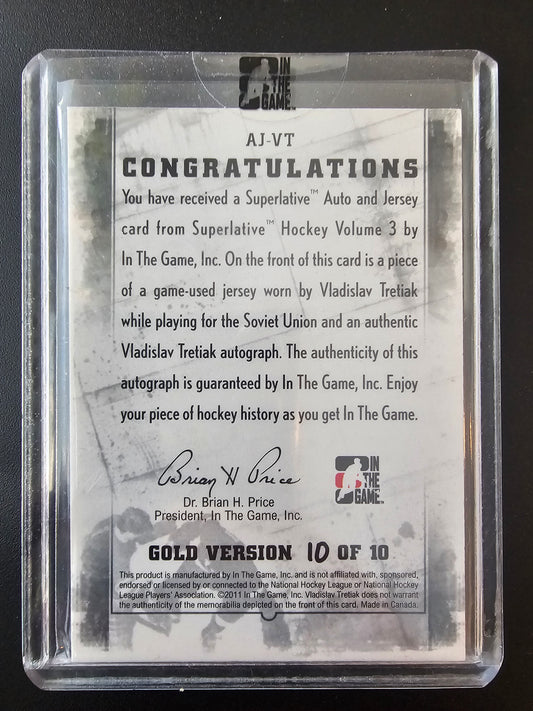 IN
THE
GAME
AJ-VT
CONGRATULATIONS
You have received a Superlative™ Auto and Jersey
card from Superlative™ Hockey Volume 3 by
In The Game, Inc. On the front of this card is a piece
of a game-used jersey worn by Vladislav Tretiak
while playing for the Soviet Union and an authentic
Vladislav Tretiak autograph. The authenticity of this
autograph is guaranteed by In The Game, Inc. Enjoy
your piece of hockey history as you get In The Game.
Brian H Price
Dr. Brian H. Price
President, In The Game, Inc.
IN
THE
GAME
GOLD VERSION 10 OF 10
This product is manufactured by In The Game, Inc. and is not affiliated with, sponsored,
endorsed or licensed by or connected to the National Hockey League or National Hockey
League Players' Association. ©2011 In The Game, Inc. Vladislav Tretiak does not warrant
the authenticity of the memorabilia depicted on the front of this card. Made in Canada.